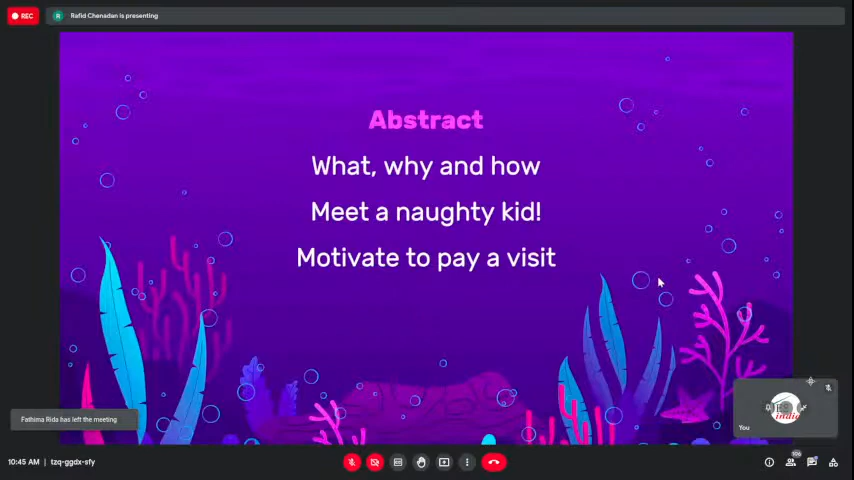 REC
R
Rafid Chenadan is presenting
Abstract
What, why and how
Meet a naughty kid!
Motivate to pay a visit
Fathima Rida has left the meeting
You
10:45 AM | tzq-ggdx-sfy
106